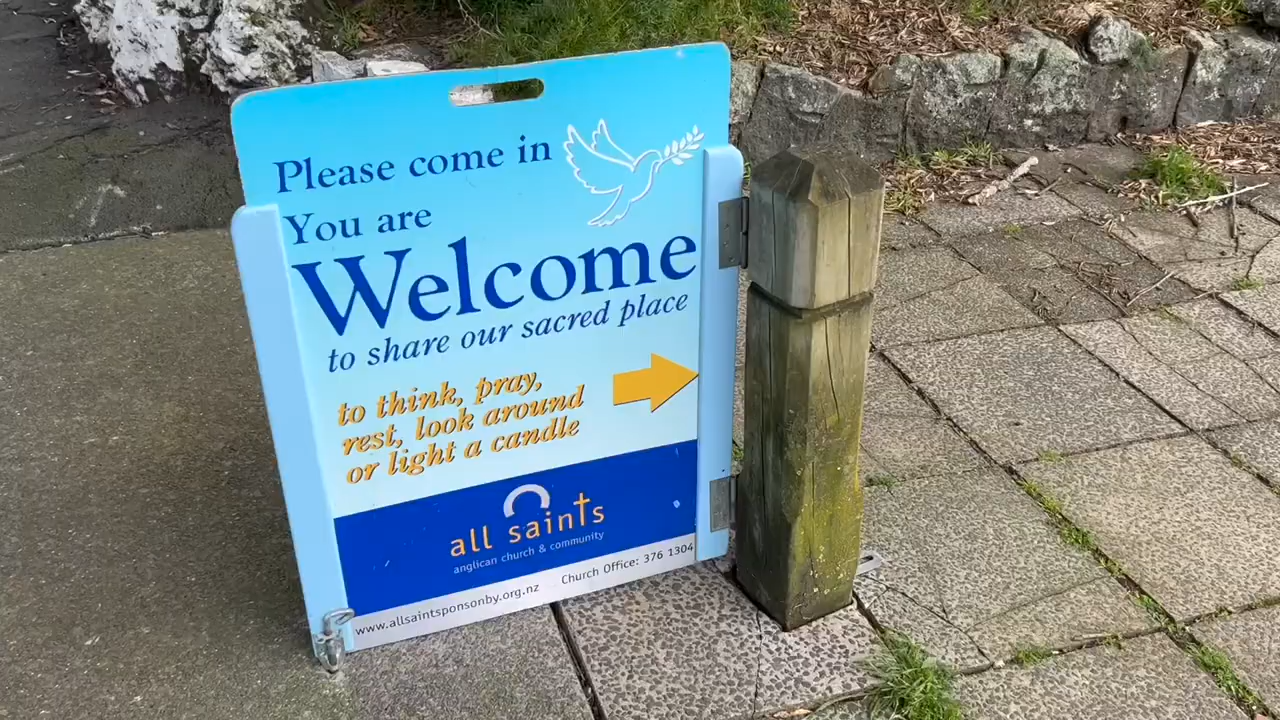 Please come in
You are
Welcome
to share our sacred place
to think, pray,
rest, look around
or light a candle
all saints
anglican church & community
www.allsaintsponsonby.org.nz Church Office: 376 1304